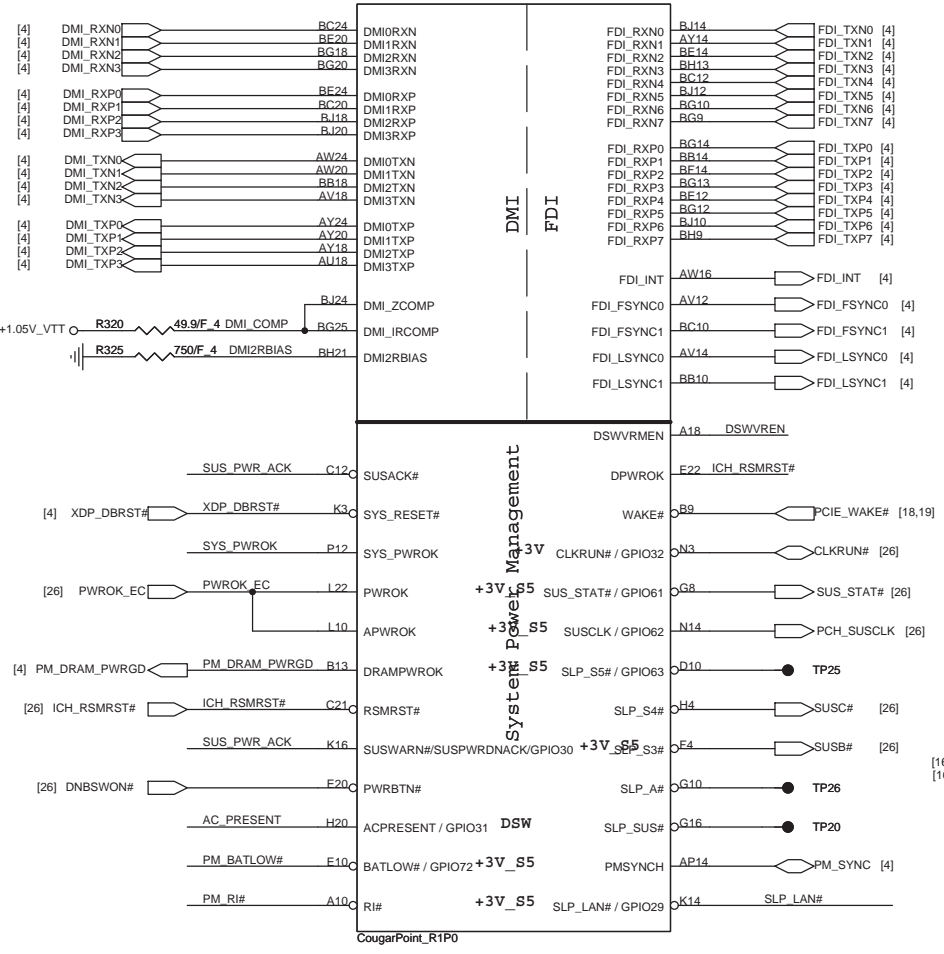 [4] DMI_RXN0 BC24 DMI0RXN FDI_RXN0 BJ14 FDI_TXN0 [4]
[4] DMI_RXN1 BE20 DMI1RXN FDI_RXN1 AY14 FDI_TXN1 [4]
[4] DMI_RXN2 BG18 DMI2RXN FDI_RXN2 BE14 FDI_TXN2 [4]
[4] DMI_RXN3 BG20 DMI3RXN FDI_RXN3 BH13 FDI_TXN3 [4]
FDI_RXN4 BC12 FDI_TXN4 [4]
[4] DMI_RXP0 BE24 DMI0RXP FDI_RXN5 BJ12 FDI_TXN5 [4]
[4] DMI_RXP1 BC20 DMI1RXP FDI_RXN6 BG10 FDI_TXN6 [4]
[4] DMI_RXP2 BJ18 DMI2RXP FDI_RXN7 BG9 FDI_TXN7 [4]
[4] DMI_RXP3 BJ20 DMI3RXP
FDI_RXP0 BG14 FDI_TXP0 [4]
[4] DMI_TXN0 AW24 DMI0TXN FDI_RXP1 BB14 FDI_TXP1 [4]
[4] DMI_TXN1 AW20 DMI1TXN FDI_RXP2 BF14 FDI_TXP2 [4]
[4] DMI_TXN2 BB18 DMI2TXN FDI_RXP3 BG13 FDI_TXP3 [4]
[4] DMI_TXN3 AV18 DMI3TXN FDI_RXP4 BE12 FDI_TXP4 [4]
FDI_RXP5 BG12 FDI_TXP5 [4]
[4] DMI_TXP0 AY24 DMI0TXP FDI_RXP6 BJ10 FDI_TXP6 [4]
[4] DMI_TXP1 AY20 DMI1TXP FDI_RXP7 BH9 FDI_TXP7 [4]
[4] DMI_TXP2 AY18 DMI2TXP
[4] DMI_TXP3 AU18 DMI3TXP
DMI
FDI
FDI_INT AW16 FDI_INT [4]
BJ24 DMI_ZCOMP FDI_FSYNC0 AV12 FDI_FSYNC0 [4]
+1.05V_VTT R320 49.9/F_4 DMI_COMP BG25 DMI_IRCOMP FDI_FSYNC1 BC10 FDI_FSYNC1 [4]
R325 750/F_4 DMI2RBIAS BH21 DMI2RBIAS FDI_LSYNC0 AV14 FDI_LSYNC0 [4]
FDI_LSYNC1 BB10 FDI_LSYNC1 [4]
System Power Management
DSWVRMEN A18 DSWVREN
SUS_PWR_ACK C12 SUSACK# DPWROK E22 ICH_RSMRST#
[4] XDP_DBRST# XDP_DBRST# K3 SYS_RESET# WAKE# B9 PCIE_WAKE# [18,19]
SYS_PWROK P12 SYS_PWROK +3V CLKRUN# / GPIO32 N3 CLKRUN# [26]
[26] PWROK_EC PWROK_EC L22 PWROK +3V_S5 SUS_STAT# / GPIO61 G8 SUS_STAT# [26]
L10 APWROK +3V_S5 SUSCLK / GPIO62 N14 PCH_SUSCLK [26]
[4] PM_DRAM_PWRGD PM_DRAM_PWRGD B13 DRAMPWROK +3V_S5 SLP_S5# / GPIO63 D10 TP25
[26] ICH_RSMRST# ICH_RSMRST# C21 RSMRST# SLP_S4# H4 SUSC# [26]
SUS_PWR_ACK K16 SUSWARN#/SUSPWRDNACK/GPIO30 +3V_S5 SLP_S3# F4 SUSB# [26]
[26] DNBSWON# E20 PWRBTN# SLP_A# G10 TP26
AC_PRESENT H20 ACPRESENT / GPIO31 DSW SLP_SUS# G16 TP20
PM_BATLOW# E10 BATLOW# / GPIO72 +3V_S5 PMSYNCH AP14 PM_SYNC [4]
PM_RI# A10 RI# +3V_S5 SLP_LAN# / GPIO29 K14 SLP_LAN#
CougarPoint_R1P0